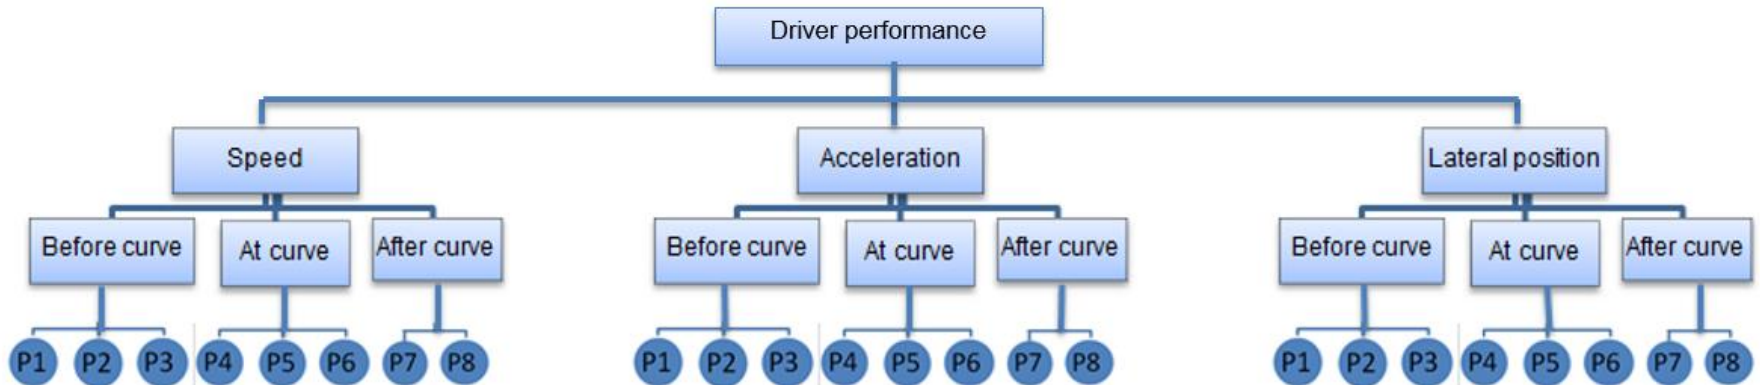 Driver performance
Speed
Acceleration
Lateral position
Before curve
At curve
After curve
Before curve
At curve
After curve
Before curve
At curve
After curve
P1 P2 P3 P4 P5 P6 P7 P8
P1 P2 P3 P4 P5 P6 P7 P8
P1 P2 P3 P4 P5 P6 P7 P8